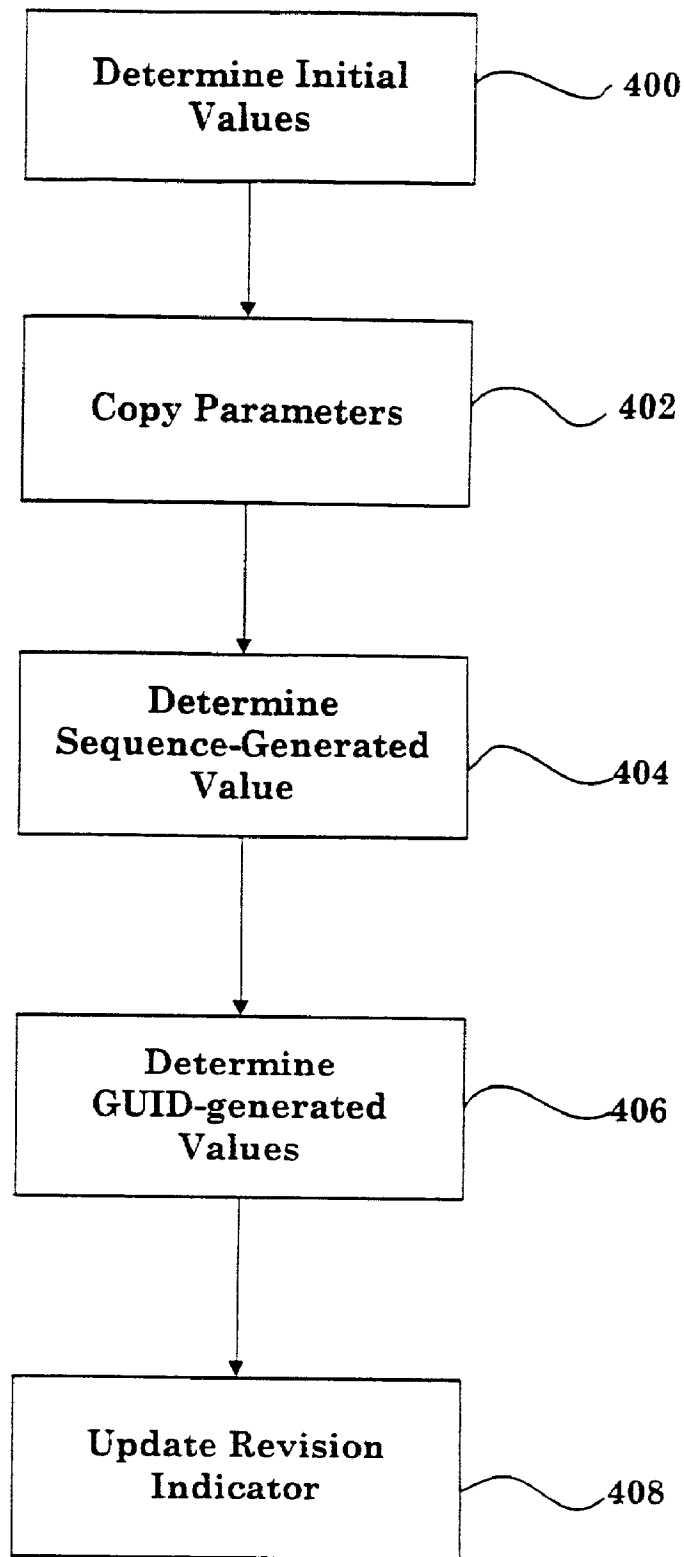 Determine Initial
Values
400
Copy Parameters
402
Determine
Sequence-Generated
Value
404
Determine
GUID-generated
Values
406
Update Revision
Indicator
408